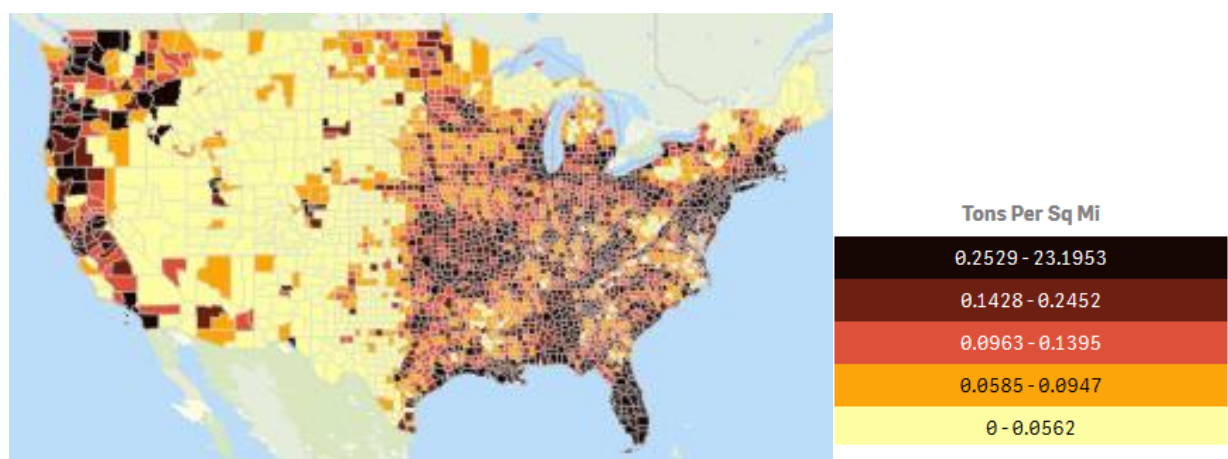 Tons Per Sq Mi
0.2529 - 23.1953
0.1428 - 0.2452
0.0963 - 0.1395
0.0585 - 0.0947
0 - 0.0562